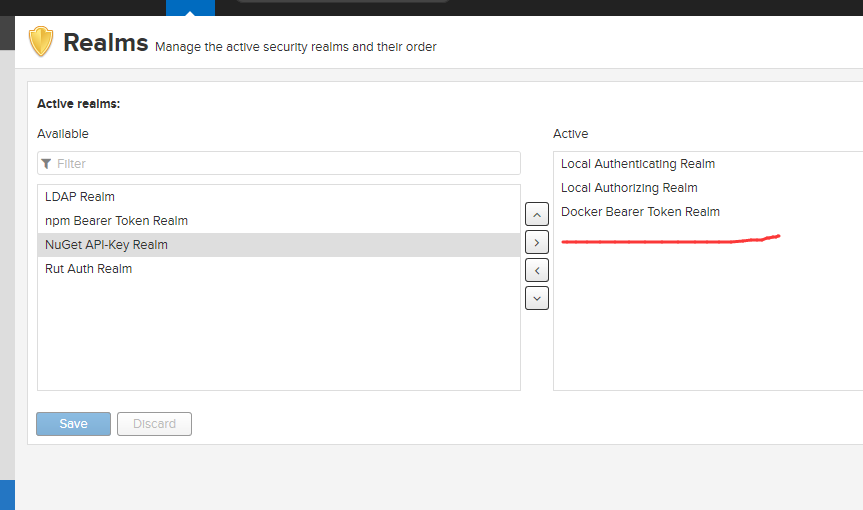 Realms Manage the active security realms and their order
Active realms:
Available
Active
Filter
LDAP Realm
npm Bearer Token Realm
NuGet API-Key Realm
Rut Auth Realm
Local Authenticating Realm
Local Authorizing Realm
Docker Bearer Token Realm
Save
Discard